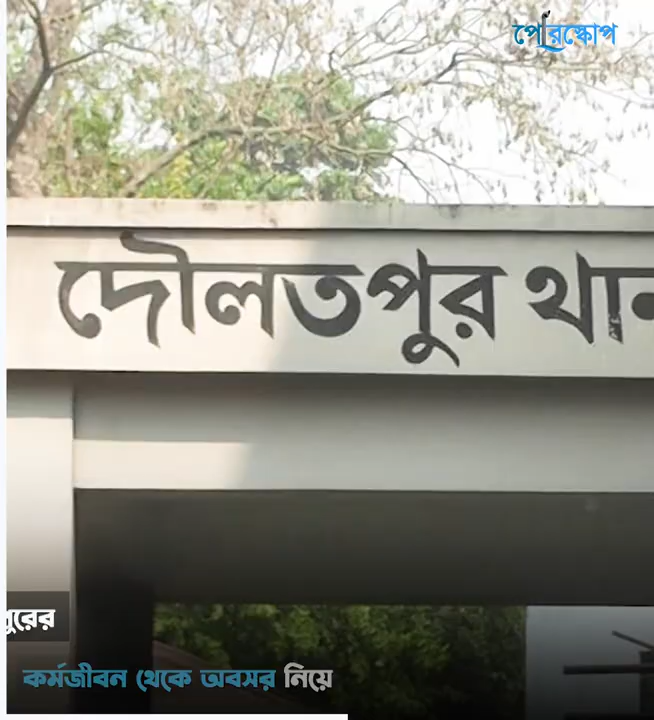 পেরিস্কোপ
দৌলতপুর থান
পুরের
কর্মজীবন থেকে অবসর নিয়ে